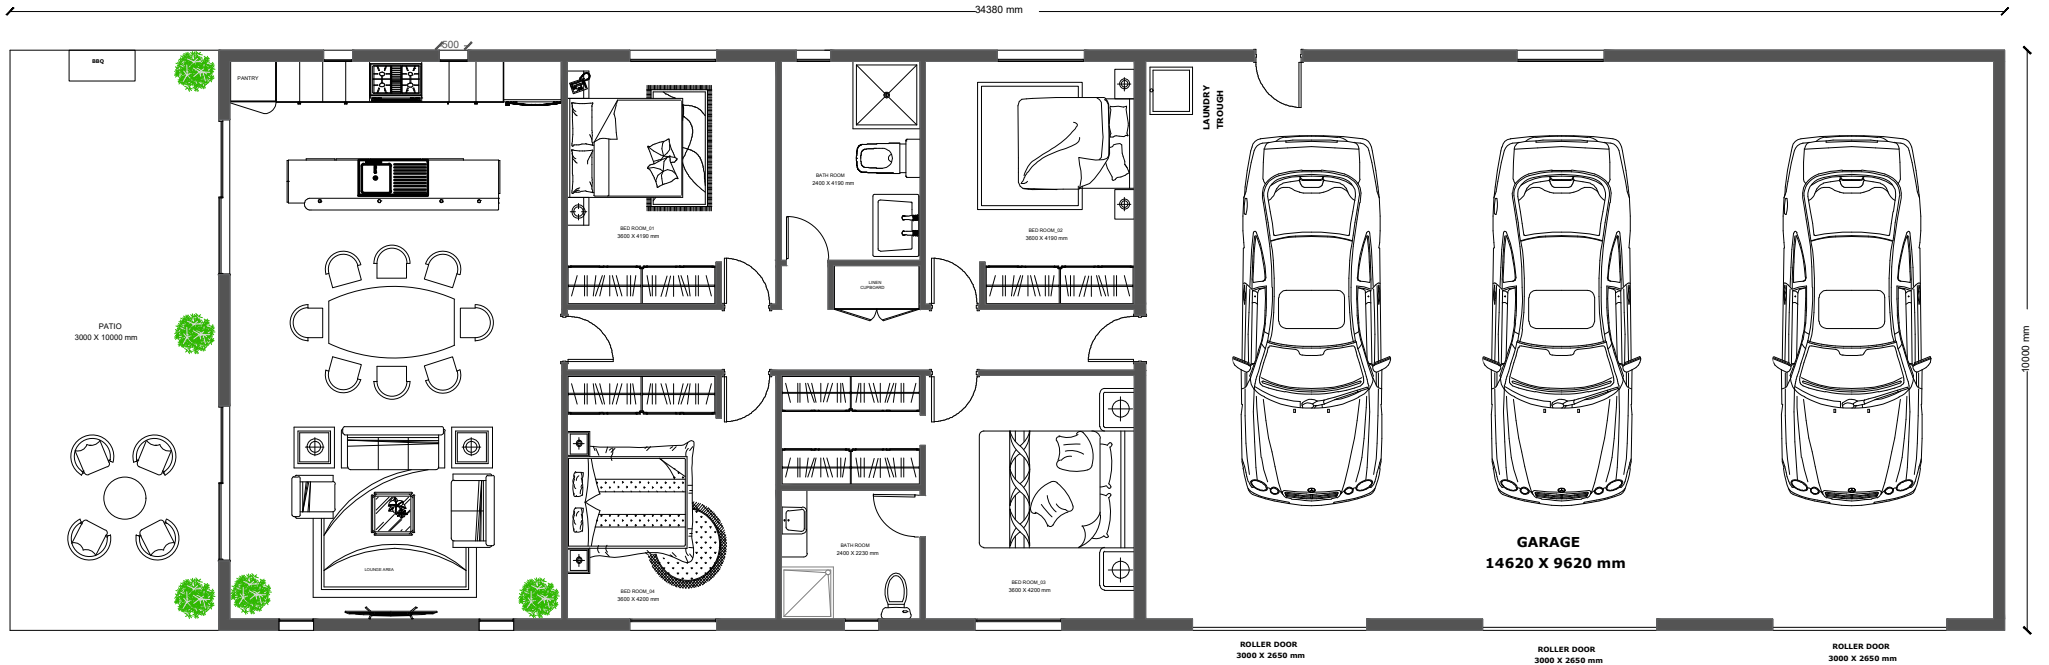 34380 mm
500
BBQ
PANTRY
LAUNDRY
TROUGH
BATH ROOM
2400 X 4190 mm
BED ROOM_01
3600 X 4190 mm
BED ROOM_02
3600 X 4190 mm
LINEN
CUPBOARD
PATIO
3000 X 10000 mm
10000 mm
GARAGE
14620 X 9620 mm
BATH ROOM
2400 X 2230 mm
LOUNGE AREA
BED ROOM_04
3600 X 4200 mm
BED ROOM_03
3600 X 4200 mm
ROLLER DOOR
3000 X 2650 mm
ROLLER DOOR
3000 X 2650 mm
ROLLER DOOR
3000 X 2650 mm